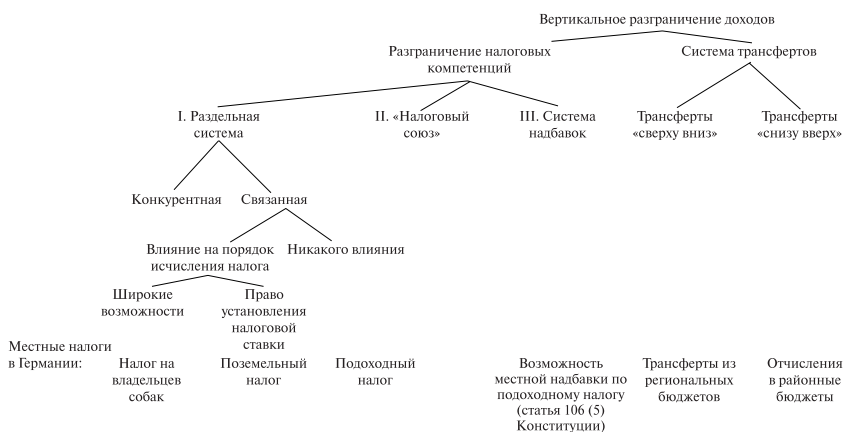 Вертикальное разграничение доходов
Разграничение налоговых
компетенций
Система трансфертов
I. Раздельная
система
II. «Налоговый
союз»
III. Система
надбавок
Трансферты
«сверху вниз»
Трансферты
«снизу вверх»
Конкурентная
Связанная
Влияние на порядок
исчисления налога
Никакого влияния
Широкие
возможности
Право
установления
налоговой
ставки
Местные налоги
в Германии:
Налог на
владельцев
собак
Поземельный
налог
Подоходный
налог
Возможность
местной надбавки по
подоходному налогу
(статья 106 (5)
Конституции)
Трансферты из
региональных
бюджетов
Отчисления
в районные
бюджеты